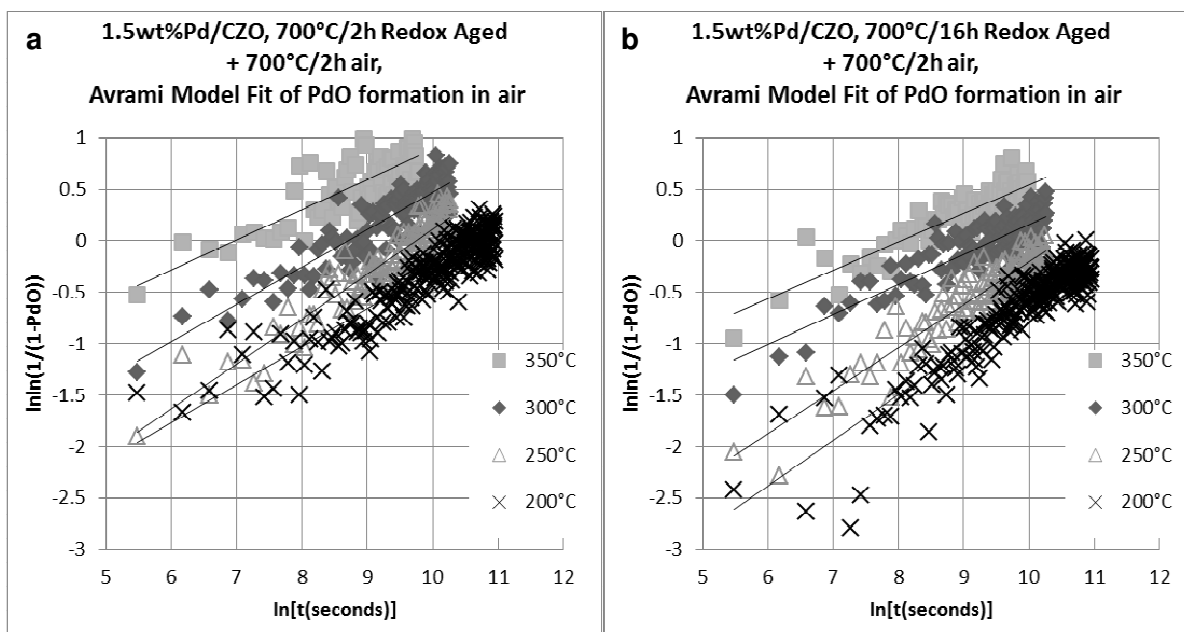 a
1.5wt%Pd/CZO, 700°C/2h Redox Aged
+ 700°C/2h air,
Avrami Model Fit of PdO formation in air
lnln(1/(1-PdO))
1
0.5
0
-0.5
-1
-1.5
-2
-2.5
-3
350°C
300°C
250°C
200°C
5 6 7 8 9 10 11 12
ln[t(seconds)]
b
1.5wt%Pd/CZO, 700°C/16h Redox Aged
+ 700°C/2h air,
Avrami Model Fit of PdO formation in air
lnln(1/(1-PdO))
1
0.5
0
-0.5
-1
-1.5
-2
-2.5
-3
350°C
300°C
250°C
200°C
5 6 7 8 9 10 11 12
ln[t(seconds)]